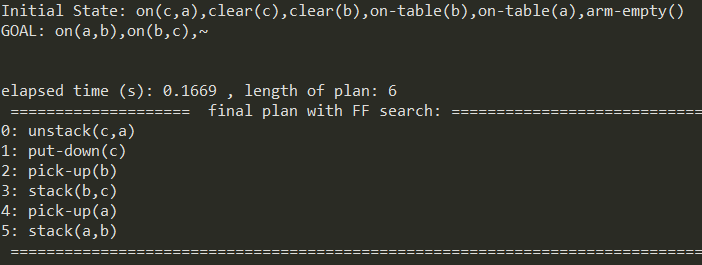 Initial State: on(c,a),clear(c),clear(b),on-table(b),on-table(a),arm-empty()
GOAL: on(a,b),on(b,c),~
elapsed time (s): 0.1669 , length of plan: 6
==================== final plan with FF search: ===========================
0: unstack(c,a)
1: put-down(c)
2: pick-up(b)
3: stack(b,c)
4: pick-up(a)
5: stack(a,b)
===========================================================================